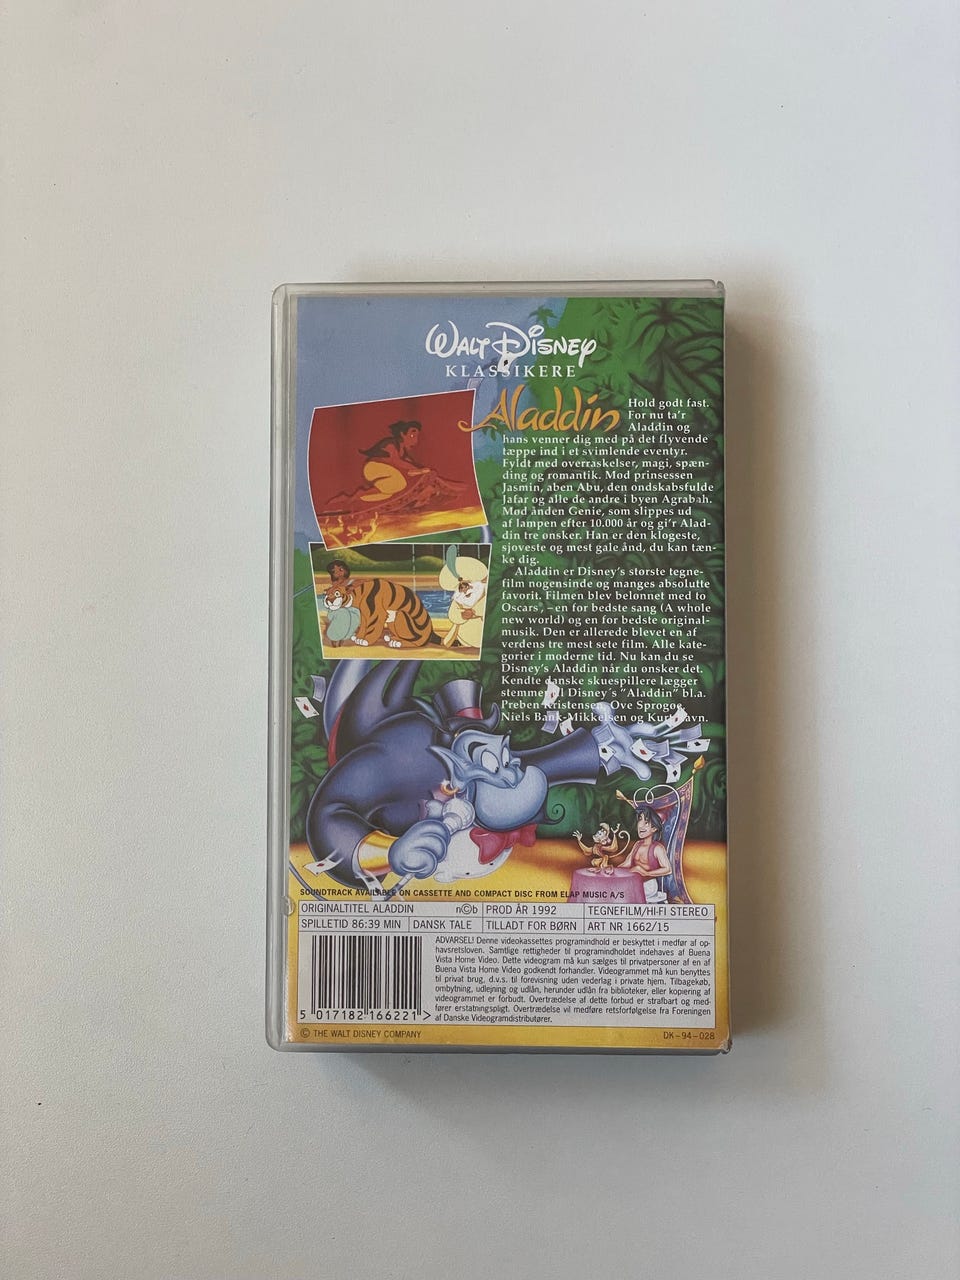 WALT DISNEY
KLASSIKERE
Aladdin
Hold godt fast.
For nu ta'r
Aladdin og
hans venner dig med på det flyvende
tæppe ind i et svimlende eventyr.
Fyldt med overraskelser, magi, spæn-
ding og romantik. Mød prinsessen
Jasmin, aben Abu, den ondskabsfulde
Jafar og alle de andre i byen Agrabah.
Mød ånden Genie, som slippes ud
af lampen efter 10.000 år og gi'r Alad-
din tre ønsker. Han er den klogeste,
sjoveste og mest gale ånd, du kan tæn-
ke dig.
Aladdin er Disney's største tegne-
film nogensinde og manges absolutte
favorit. Filmen blev belønnet med to
Oscars, – en for bedste sang (A whole
new world) og en for bedste original-
musik. Den er allerede blevet en af
verdens tre mest sete film. Alle kate-
gorier i moderne tid. Nu kan du se
Disney's Aladdin når du ønsker det.
Kendte danske skuespillere lægger
stemmer til Disney's "Aladdin" bl.a.
Preben Kristensen, Ove Sprogøe,
Niels Bank-Mikkelsen og Kurt Ravn.
SOUNDTRACK AVAILABLE ON CASSETTE AND COMPACT DISC FROM ELAP MUSIC A/S
ORIGINALTITEL ALADDIN n©b PROD ÅR 1992 TEGNEFILM/HI-FI STEREO
SPILLETID 86:39 MIN DANSK TALE TILLADT FOR BØRN ART NR 1662/15
ADVARSEL! Denne videokassettes programindhold er beskyttet i medfør af op-
havsretsloven. Samtlige rettigheder til programindholdet indehaves af Buena
Vista Home Video. Dette videogram må kun sælges til privatpersoner af en af
Buena Vista Home Video godkendt forhandler. Videogrammet må kun benyttes
til privat brug, d.v.s. til forevisning uden vederlag i private hjem. Tilbagekøb,
ombytning, udlejning og udlån, herunder udlån fra biblioteker, eller kopiering af
videogrammet er forbudt. Overtrædelse af dette forbud er strafbart og med-
fører erstatningspligt. Overtrædelse vil medføre retsforfølgelse fra Foreningen
af Danske Videogramdistributører.
5 017182 166221 >
© THE WALT DISNEY COMPANY
DK-94-028